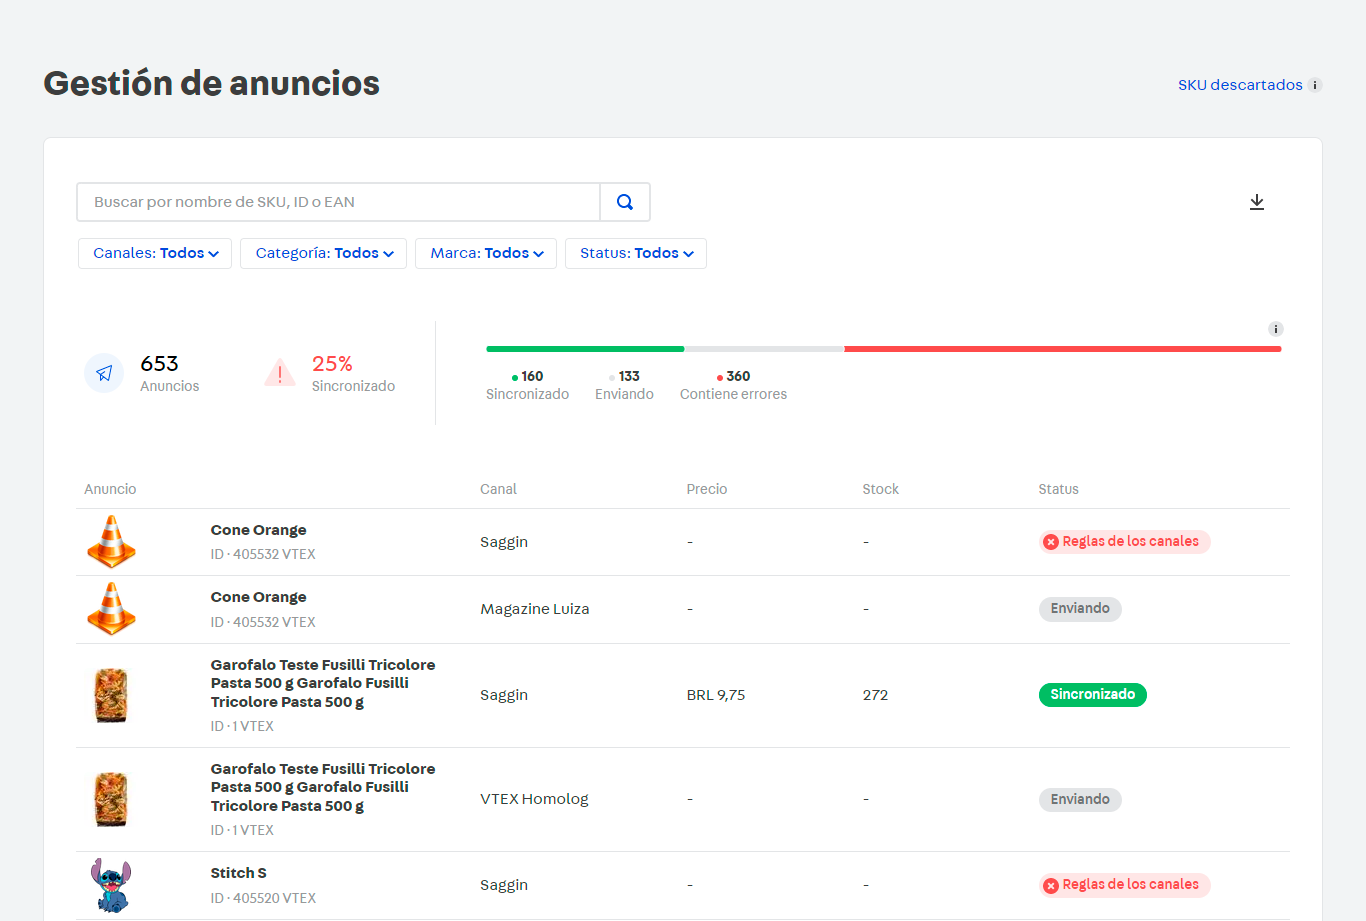 Gestión de anuncios
SKU descartados i
Buscar por nombre de SKU, ID o EAN
Canales: Todos
Categoría: Todos
Marca: Todos
Status: Todos
653
Anuncios
25%
Sincronizado
i
160
Sincronizado
133
Enviando
360
Contiene errores
Anuncio Canal Precio Stock Status
Cone Orange
ID · 405532 VTEX
Saggin - - Reglas de los canales
Cone Orange
ID · 405532 VTEX
Magazine Luiza - - Enviando
Garofalo Teste Fusilli Tricolore
Pasta 500 g Garofalo Fusilli
Tricolore Pasta 500 g
ID · 1 VTEX
Saggin BRL 9,75 272 Sincronizado
Garofalo Teste Fusilli Tricolore
Pasta 500 g Garofalo Fusilli
Tricolore Pasta 500 g
ID · 1 VTEX
VTEX Homolog - - Enviando
Stitch S
ID · 405520 VTEX
Saggin - - Reglas de los canales